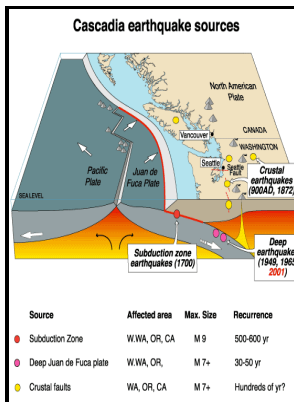 Cascadia earthquake sources
North American
Plate
Vancouver
CANADA
WASHINGTON
Seattle
Seattle
Fault
Crustal
earthquakes
(900AD, 1872)
Pacific
Plate
Juan de
Fuca Plate
SEA LEVEL
Subduction zone
earthquakes (1700)
Deep
earthquake
(1949, 1965
2001)
Source Affected area Max. Size Recurrence
Subduction Zone W.WA, OR, CA M 9 500-600 yr
Deep Juan de Fuca plate W.WA, OR, M 7+ 30-50 yr
Crustal faults WA, OR, CA M 7+ Hundreds of yr?